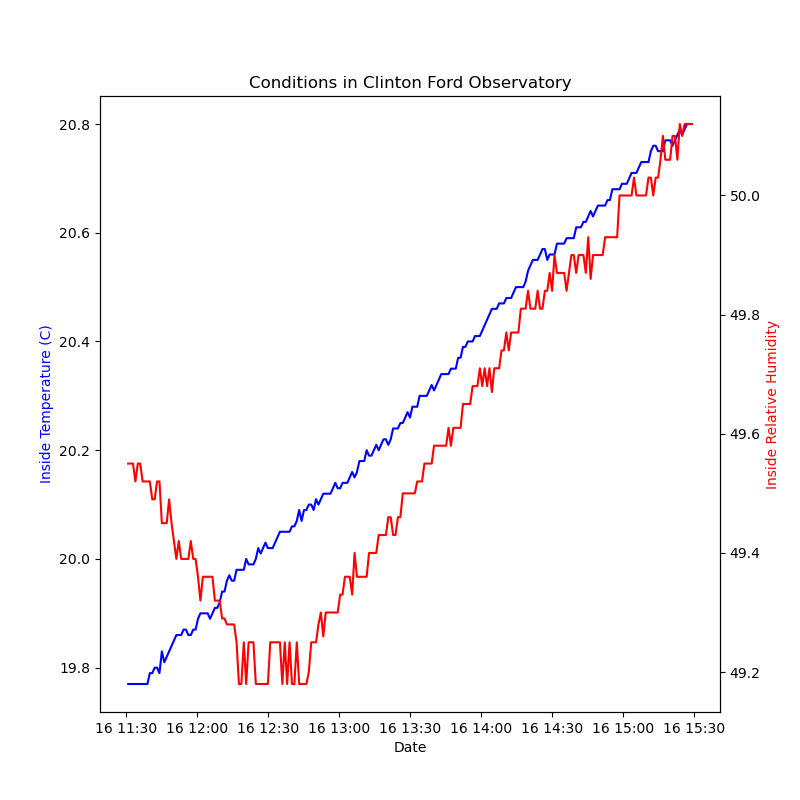 Conditions in Clinton Ford Observatory
Inside Temperature (C)
20.8
20.6
20.4
20.2
20.0
19.8
50.0
49.8
49.6
49.4
49.2
Inside Relative Humidity
16 11:30 16 12:00 16 12:30 16 13:00 16 13:30 16 14:00 16 14:30 16 15:00 16 15:30
Date